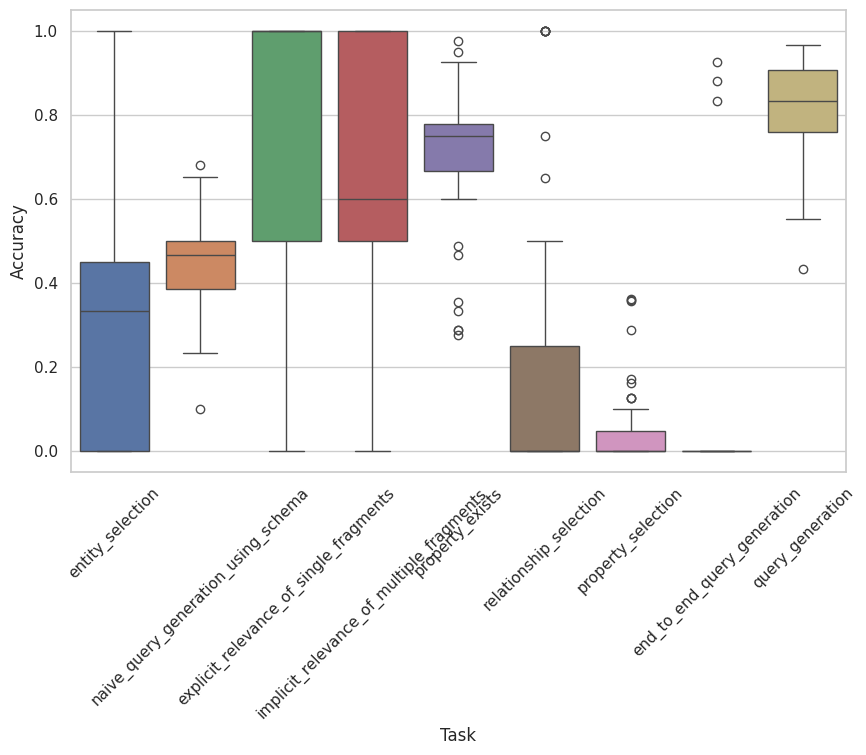 1.0
0.8
0.6
0.4
0.2
0.0
Accuracy
entity_selection
naive_query_generation_using_schema
explicit_relevance_of_single_fragments
implicit_relevance_of_multiple_fragments
property_exists
relationship_selection
property_selection
end_to_end_query_generation
query_generation
Task